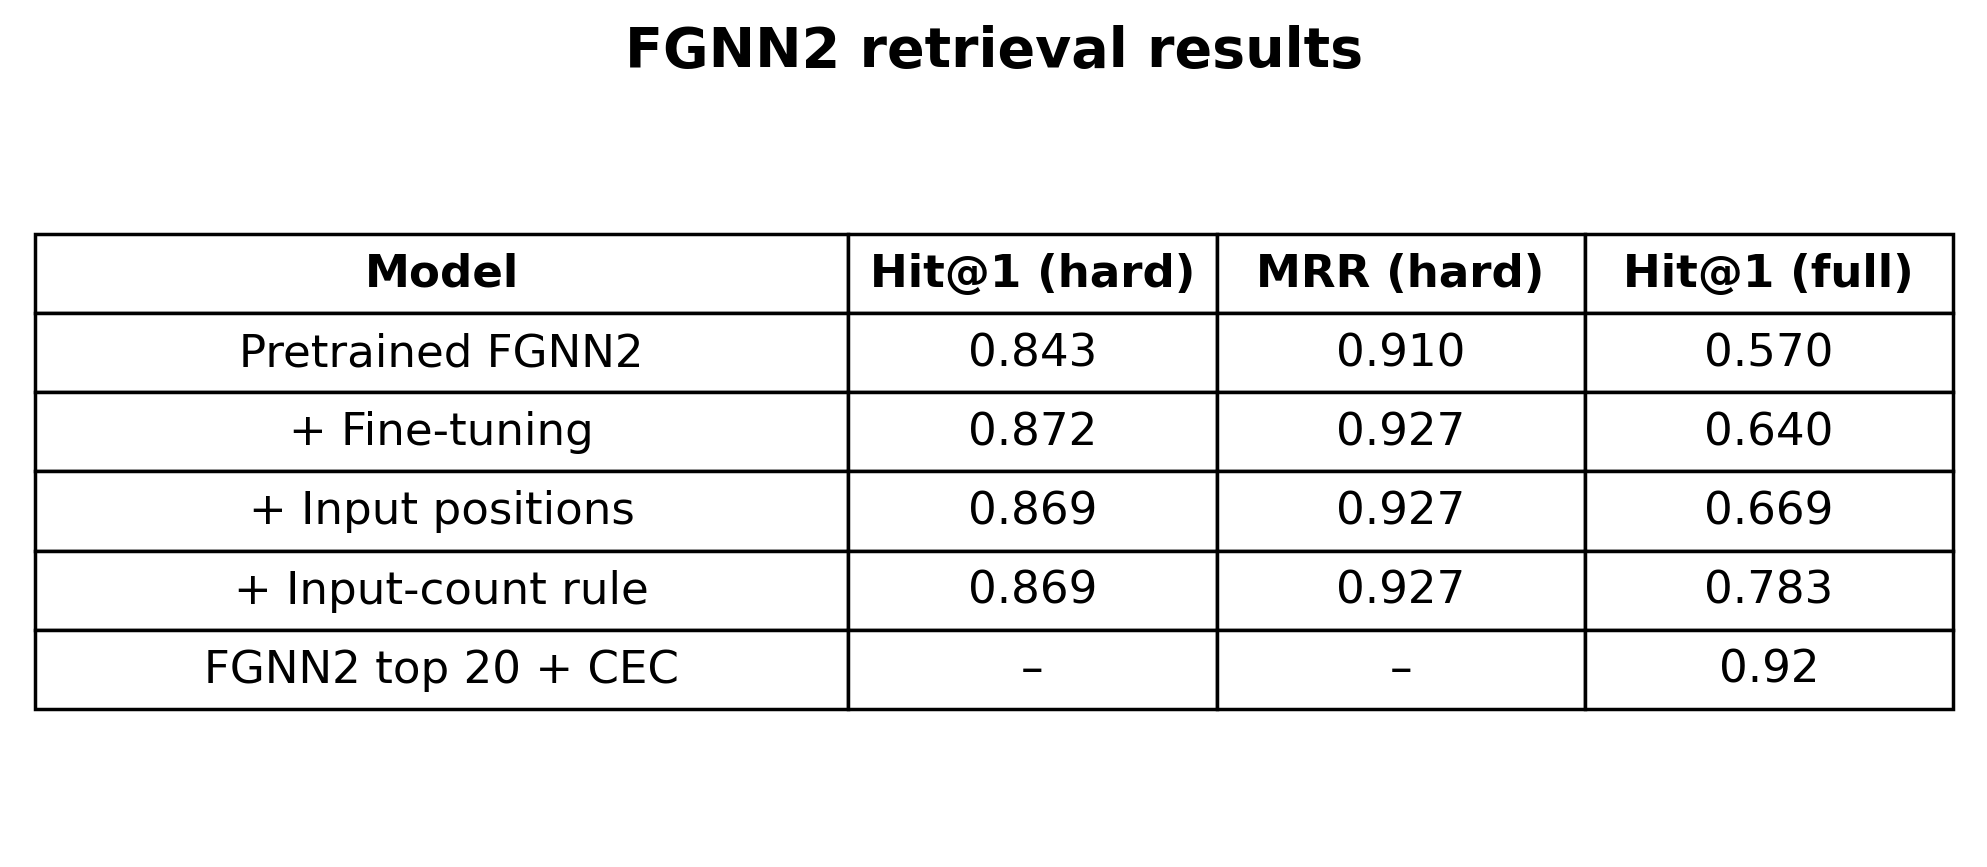 FGNN2 retrieval results
Model Hit@1 (hard) MRR (hard) Hit@1 (full)
Pretrained FGNN2 0.843 0.910 0.570
+ Fine-tuning 0.872 0.927 0.640
+ Input positions 0.869 0.927 0.669
+ Input-count rule 0.869 0.927 0.783
FGNN2 top 20 + CEC – – 0.92